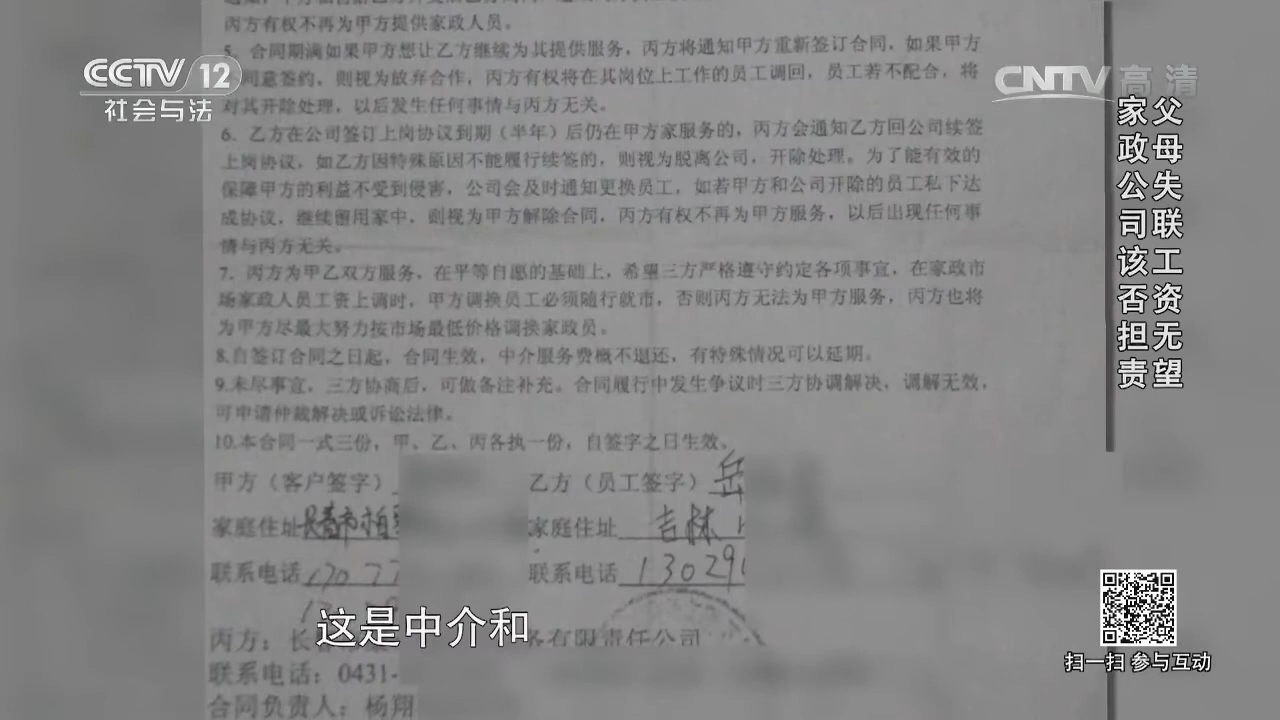 丙方有权不再为甲方提供家政人员。
5、合同期满如果甲方想让乙方继续为其提供服务，丙方将通知甲方重新签订合同，如果甲方
同意签约，则视为放弃合作，丙方有权将在其岗位上工作的员工调回，员工若不配合，将
对其开除处理，以后发生任何事情与丙方无关。
6、乙方在公司签订上岗协议到期（半年）后仍在甲方家服务的，丙方会通知乙方回公司续签
上岗协议，如乙方因特殊原因不能履行续签的，则视为脱离公司，开除处理。为了能有效的
保障甲方的利益不受到侵害，公司会及时通知更换员工，如若甲方和公司开除的员工私下达
成协议，继续留用家中，则视为甲方解除合同，丙方有权不再为甲方服务，以后出现任何事
情与丙方无关。
7、丙方为甲乙双方服务，在平等自愿的基础上，希望三方严格遵守约定各项事宜，在家政市
场家政人员工资上调时，甲方调换员工必须随行就市，否则丙方无法为甲方服务，丙方也将
为甲方尽最大努力按市场最低价格调换家政员。
8.自签订合同之日起，合同生效，中介服务费概不退还，有特殊情况可以延期。
9.未尽事宜，三方协商后，可做备注补充。合同履行中发生争议时三方协调解决，调解无效，
可申请仲裁解决或诉讼法律。
10.本合同一式三份，甲、乙、丙各执一份，自签字之日生效。
甲方（客户签字） 乙方（员工签字）岳
家庭住址长春市柏 家庭住址 吉林
联系电话 联系电话 130291
丙方：长 务有限责任公司
联系电话：0431-
合同负责人：杨翔
CCTV 12
社会与法
CNTV 高清
父母失联工资无望
家政公司该否担责
这是中介和
扫一扫 参与互动